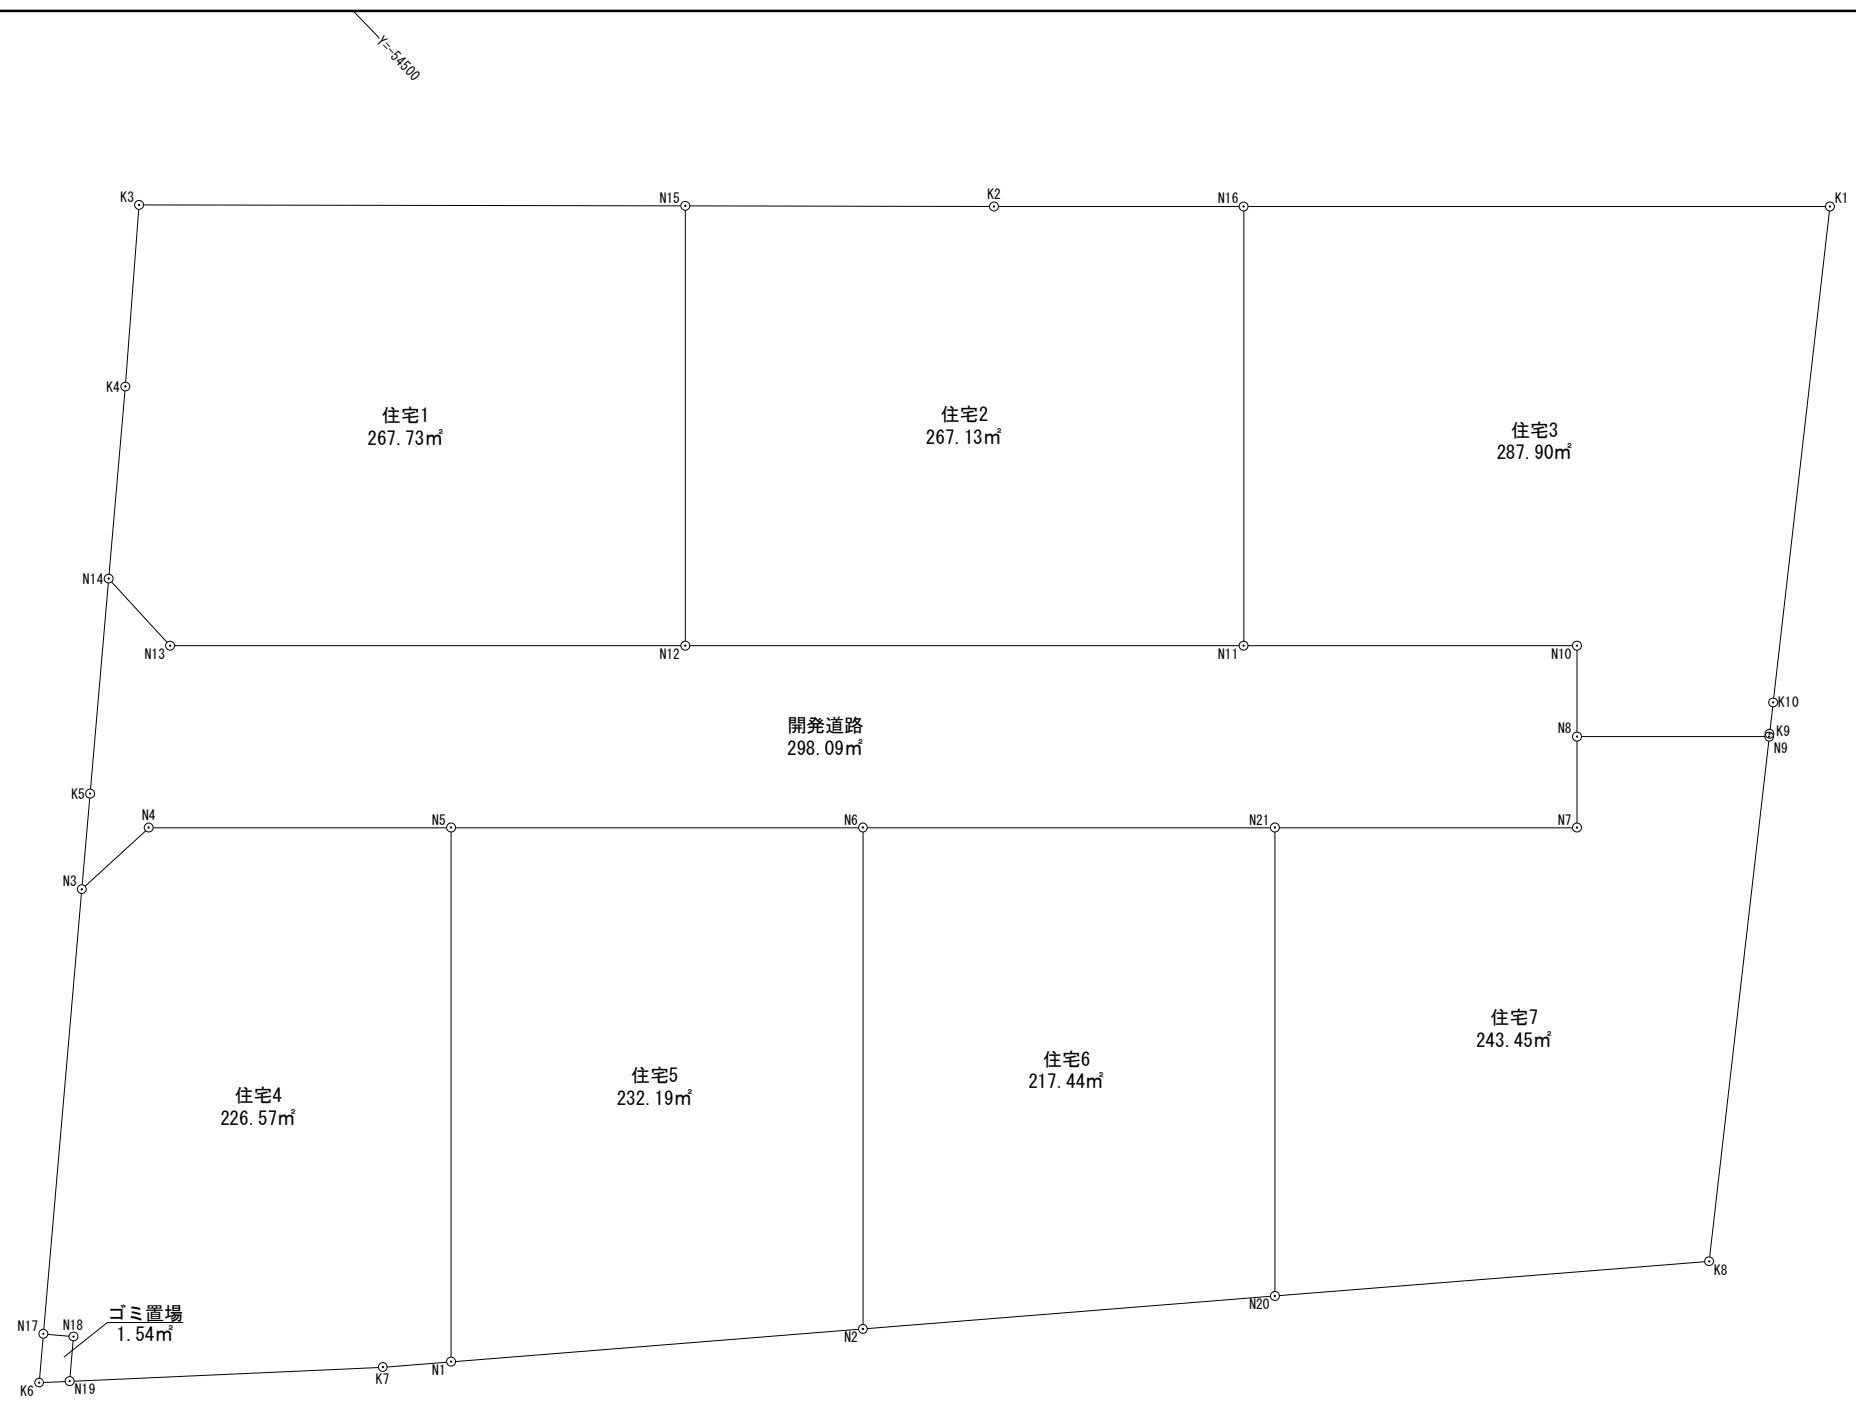 Y=-54500
K3
N15
K2
N16
K1
K4
住宅1
267.73㎡
住宅2
267.13㎡
住宅3
287.90㎡
N14
N13
N12
N11
N10
K10
開発道路
298.09㎡
N8
K9
N9
K5
N4
N5
N6
N21
N7
N3
住宅4
226.57㎡
住宅5
232.19㎡
住宅6
217.44㎡
住宅7
243.45㎡
K8
N20
ゴミ置場
1.54㎡
N17
N18
N2
N1
K7
K6
N19